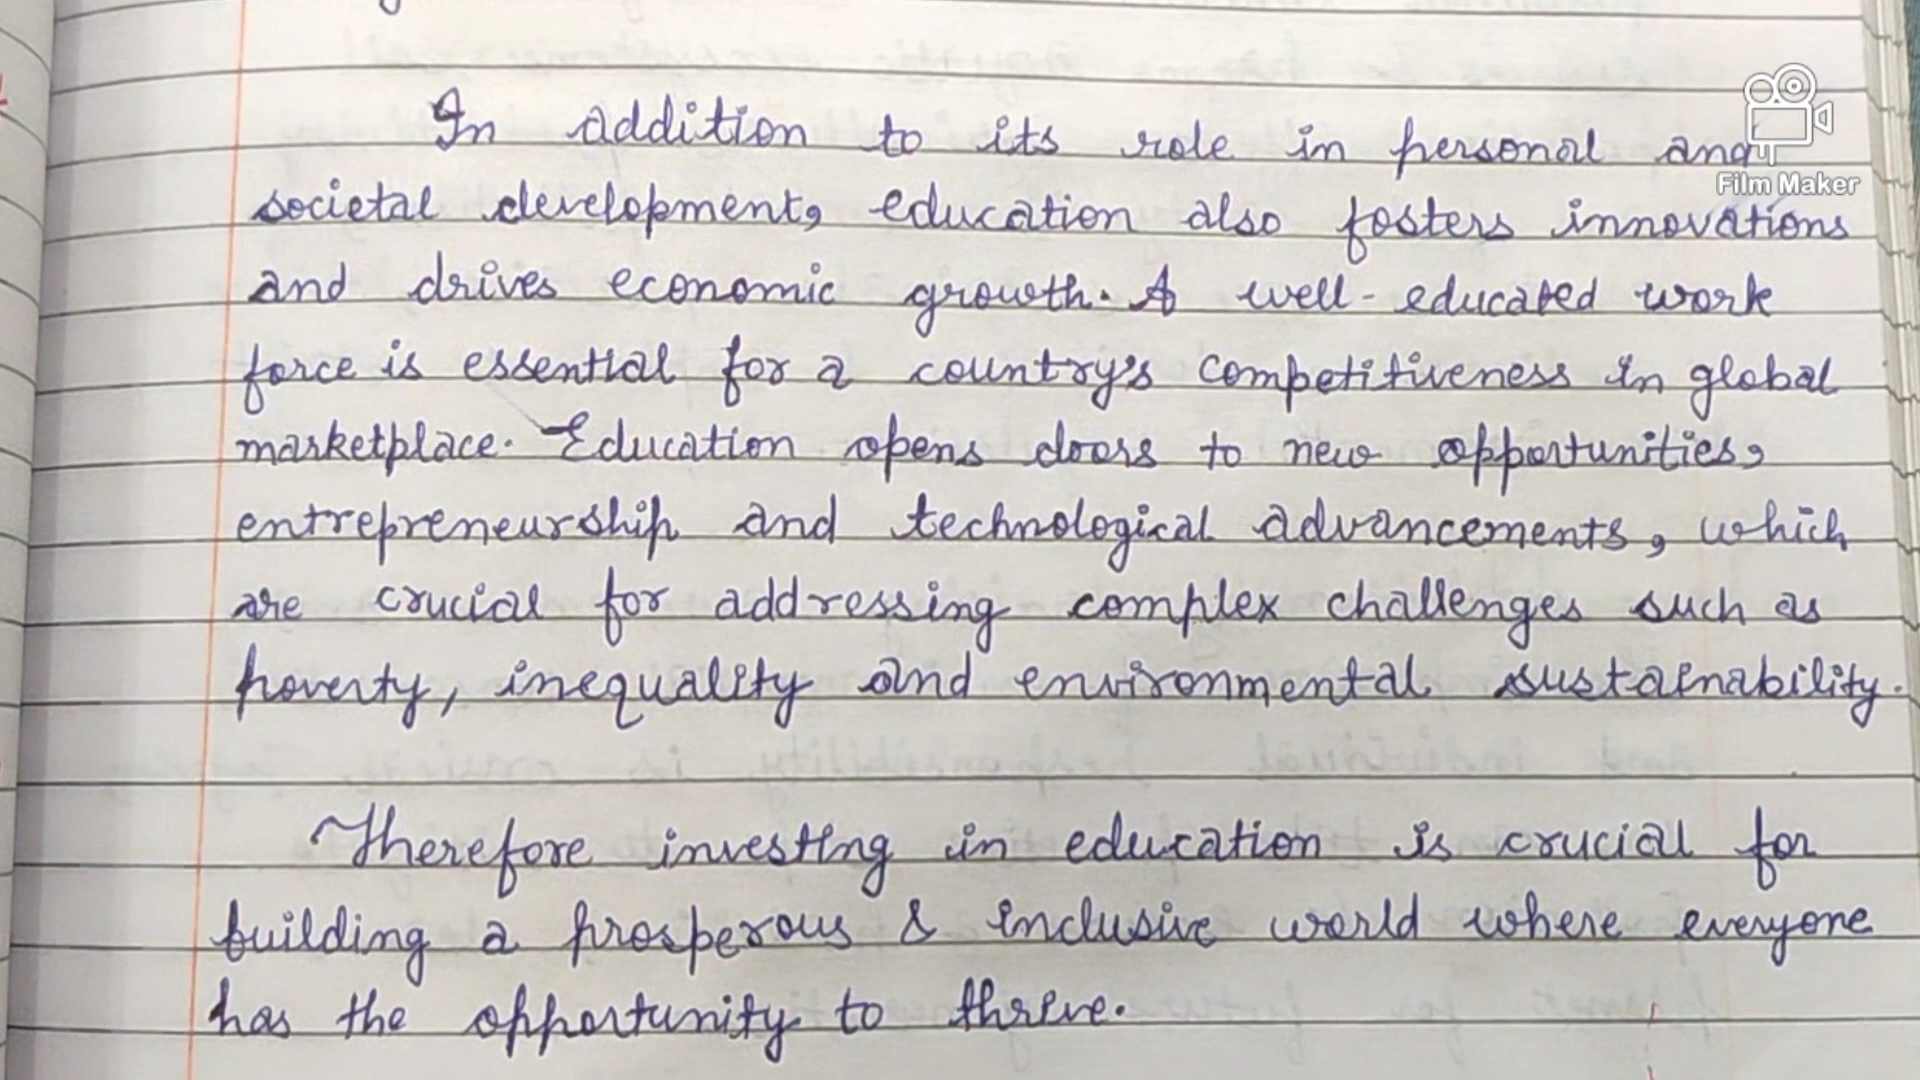 In addition to its role in personal and
Film Maker
societal development, education also fosters innovations
and drives economic growth. A well-educated work
force is essential for a country's competitiveness in global
marketplace. Education opens doors to new opportunities,
entrepreneurship and technological advancements, which
are crucial for addressing complex challenges such as
poverty, inequality and environmental sustainability.
Therefore investing in education is crucial for
building a prosperous & inclusive world where everyone
has the opportunity to thrive.